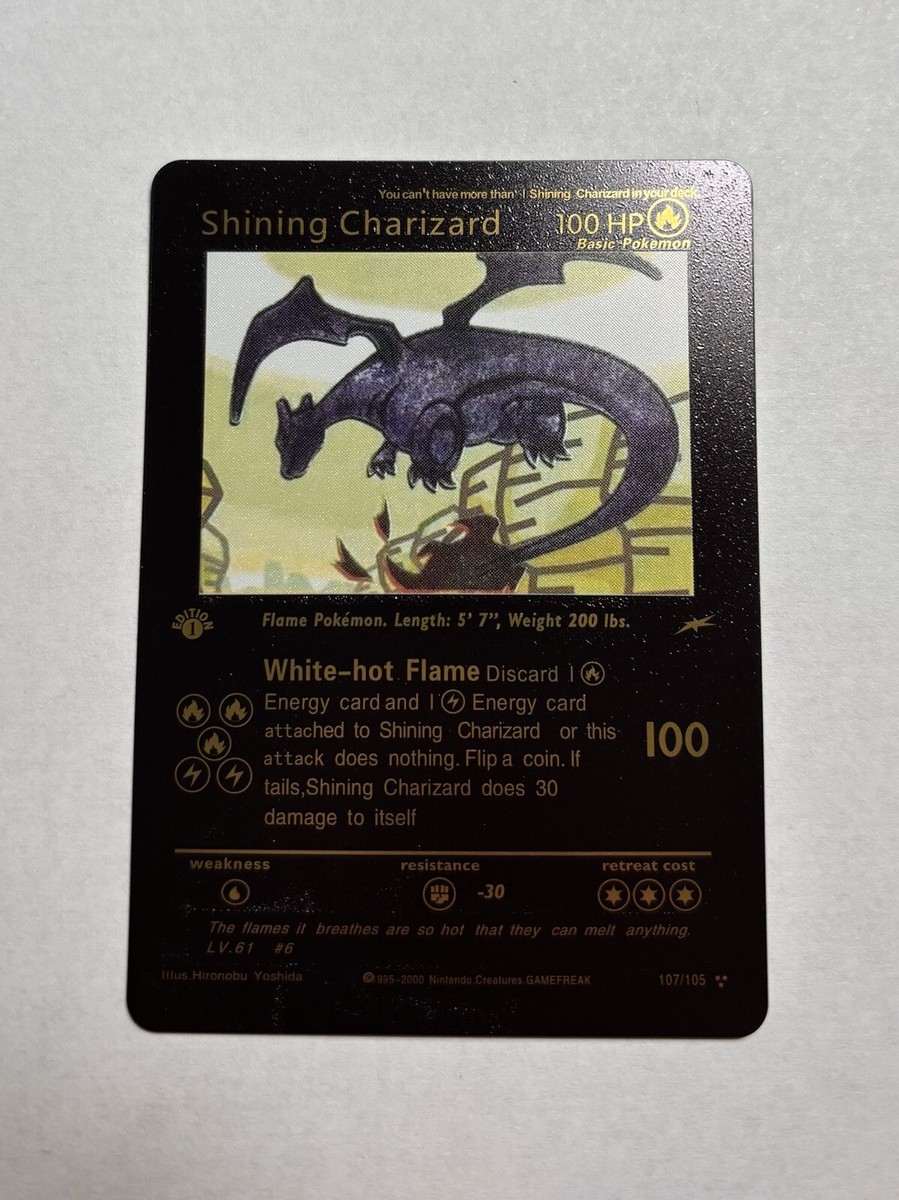 You can't have more than 1 Shining Charizard in your deck.
Shining Charizard 100 HP
Basic Pokemon
EDITION
1
Flame Pokémon. Length: 5' 7", Weight 200 lbs.
White-hot Flame Discard 1
Energy card and 1 Energy card
attached to Shining Charizard or this
attack does nothing. Flip a coin. If
tails,Shining Charizard does 30
damage to itself
100
weakness resistance retreat cost
-30
The flames it breathes are so hot that they can melt anything.
LV.61 #6
Illus.Hironobu Yoshida ©1995-2000 Nintendo.Creatures GAMEFREAK 107/105